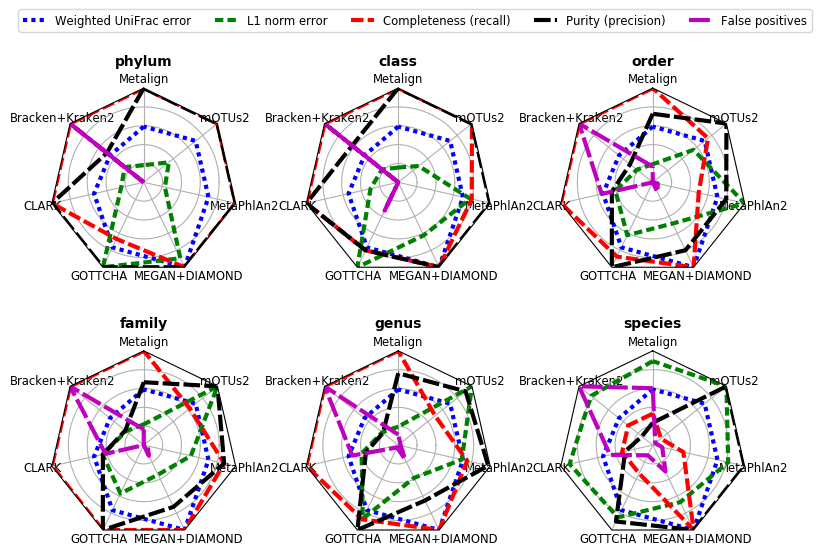 Weighted UniFrac error L1 norm error Completeness (recall) Purity (precision) False positives
phylum
Metalign
mOTUs2
MetaPhlAn2
MEGAN+DIAMOND
GOTTCHA
CLARK
Bracken+Kraken2
class
Metalign
mOTUs2
MetaPhlAn2
MEGAN+DIAMOND
GOTTCHA
CLARK
Bracken+Kraken2
order
Metalign
mOTUs2
MetaPhlAn2
MEGAN+DIAMOND
GOTTCHA
CLARK
Bracken+Kraken2
family
Metalign
mOTUs2
MetaPhlAn2
MEGAN+DIAMOND
GOTTCHA
CLARK
Bracken+Kraken2
genus
Metalign
mOTUs2
MetaPhlAn2
MEGAN+DIAMOND
GOTTCHA
CLARK
Bracken+Kraken2
species
Metalign
mOTUs2
MetaPhlAn2
MEGAN+DIAMOND
GOTTCHA
CLARK
Bracken+Kraken2